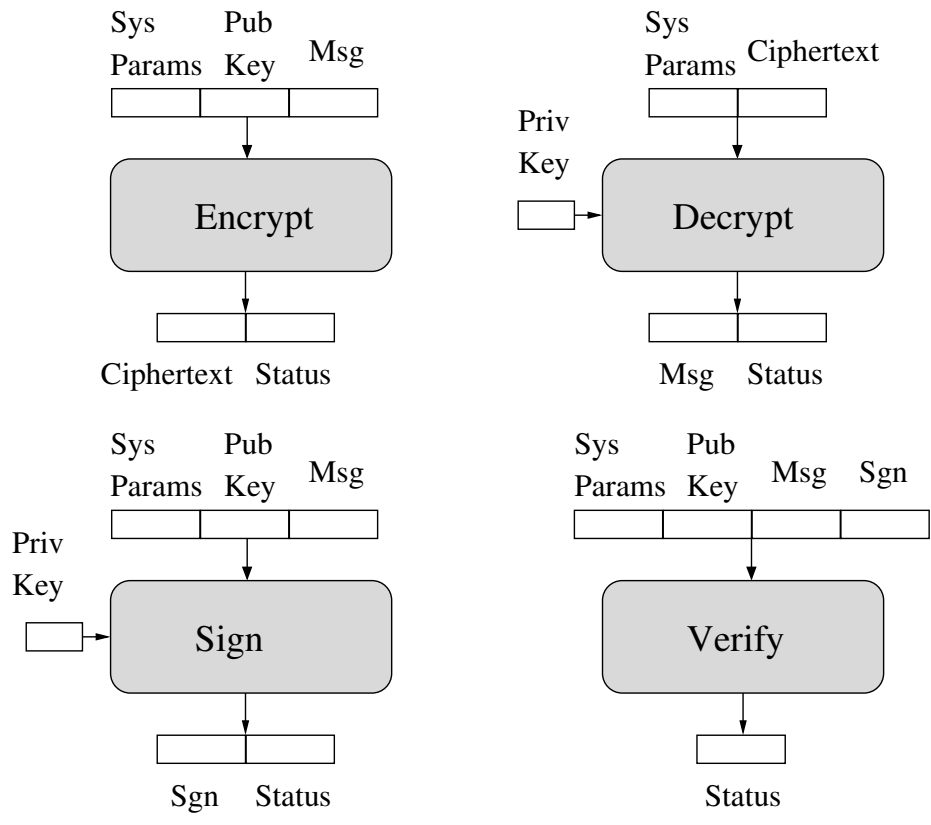 Sys
Params
Pub
Key
Msg
Encrypt
Ciphertext Status
Sys
Params
Ciphertext
Priv
Key
Decrypt
Msg Status
Sys
Params
Pub
Key
Msg
Priv
Key
Sign
Sgn Status
Sys
Params
Pub
Key
Msg
Sgn
Verify
Status